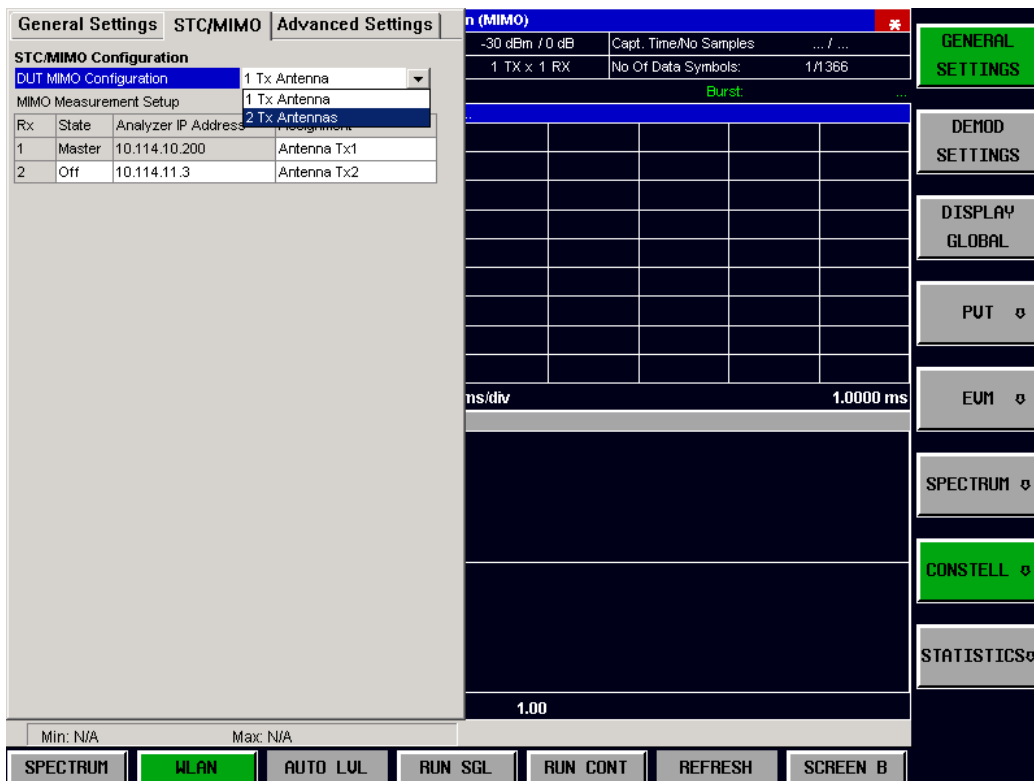 General Settings STC/MIMO Advanced Settings
n (MIMO)
-30 dBm / 0 dB Capt. Time/No Samples ... / ...
1 TX x 1 RX No Of Data Symbols: 1/1366
Burst: ...
STC/MIMO Configuration
DUT MIMO Configuration 1 Tx Antenna
1 Tx Antenna
2 Tx Antennas
MIMO Measurement Setup
Rx State Analyzer IP Address
1 Master 10.114.10.200 Antenna Tx1
2 Off 10.114.11.3 Antenna Tx2
ms/div 1.0000 ms
1.00
Min: N/A Max: N/A
GENERAL
SETTINGS
DEMOD
SETTINGS
DISPLAY
GLOBAL
PVT
EVM
SPECTRUM
CONSTELL
STATISTICS
SPECTRUM WLAN AUTO LVL RUN SGL RUN CONT REFRESH SCREEN B